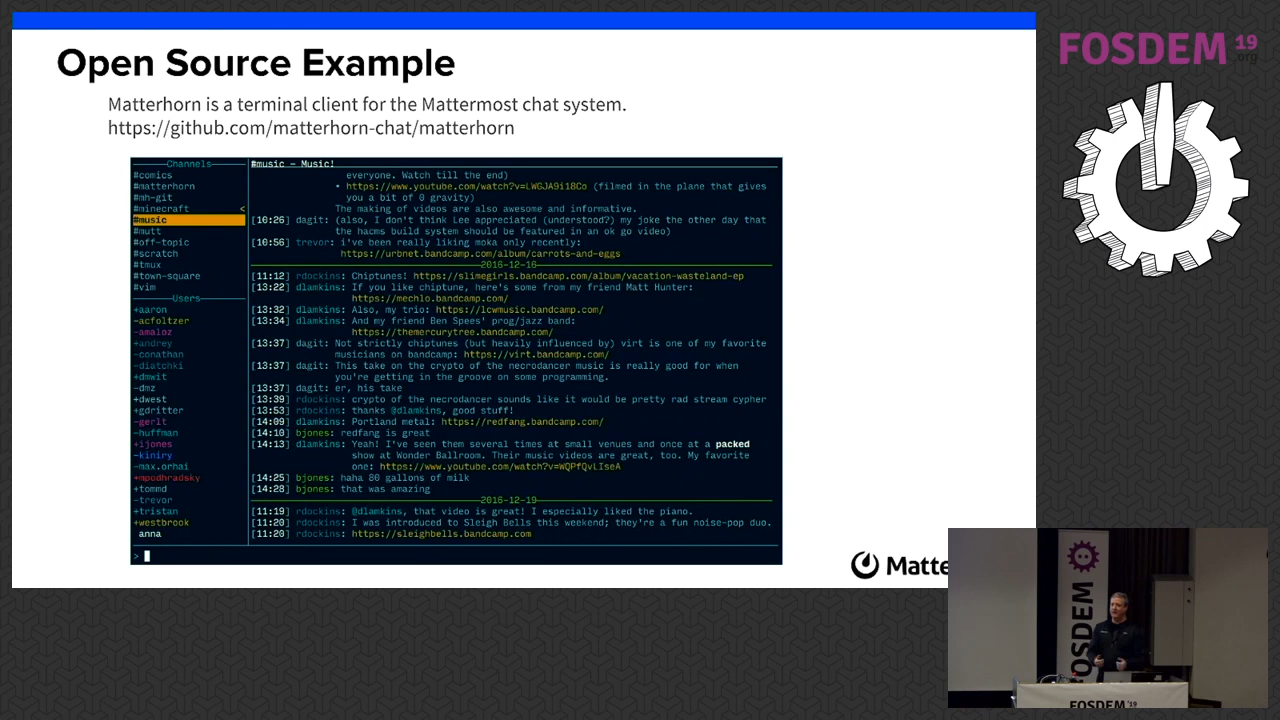 Open Source Example
Matterhorn is a terminal client for the Mattermost chat system.
https://github.com/matterhorn-chat/matterhorn
Channels
#comics
#matterhorn
#mh-git
#minecraft <
#music
#mutt
#off-topic
#scratch
#tmux
#town-square
#vim
Users
+aaron
-acfoltzer
-amaloz
+andrey
-conathan
-diatchki
+dmwit
-dmz
+dwest
+gdritter
-gerlt
-huffman
+ijones
-kiniry
-max.orhai
+mpodhradsky
+tommd
-trevor
+tristan
+westbrook
anna
#music - Music!
everyone. Watch till the end)
• https://www.youtube.com/watch?v=LWGJA9i18Co (filmed in the plane that gives
you a bit of 0 gravity)
The making of videos are also awesome and informative.
[10:26] dagit: (also, I don't think Lee appreciated (understood?) my joke the other day that
the hacms build system should be featured in an ok go video)
[10:56] trevor: i've been really liking moka only recently:
https://urbnet.bandcamp.com/album/carrots-and-eggs
2016-12-16
[11:12] rdockins: Chiptunes! https://slimegirls.bandcamp.com/album/vacation-wasteland-ep
[13:22] dlamkins: If you like chiptune, here's some from my friend Matt Hunter:
https://mechlo.bandcamp.com/
[13:32] dlamkins: Also, my trio: https://lcwmusic.bandcamp.com/
[13:34] dlamkins: And my friend Ben Spees' prog/jazz band:
https://themercurytree.bandcamp.com/
[13:37] dagit: Not strictly chiptunes (but heavily influenced by) virt is one of my favorite
musicians on bandcamp: https://virt.bandcamp.com/
[13:37] dagit: This take on the crypto of the necrodancer music is really good for when
you're getting in the groove on some programming.
[13:37] dagit: er, his take
[13:39] rdockins: crypto of the necrodancer sounds like it would be pretty rad stream cypher
[13:53] rdockins: thanks @dlamkins, good stuff!
[14:09] dlamkins: Portland metal: https://redfang.bandcamp.com/
[14:10] bjones: redfang is great
[14:13] dlamkins: Yeah! I've seen them several times at small venues and once at a packed
show at Wonder Ballroom. Their music videos are great, too. My favorite
one: https://www.youtube.com/watch?v=WQPfQvLIseA
[14:25] bjones: haha 80 gallons of milk
[14:28] bjones: that was amazing
2016-12-19
[11:19] rdockins: @dlamkins, that video is great! I especially liked the piano.
[11:20] rdockins: I was introduced to Sleigh Bells this weekend; they're a fun noise-pop duo.
[11:20] rdockins: https://sleighbells.bandcamp.com
>
Matte
FOSDEM 19
.org
FOSDEM
FOSDEM '19